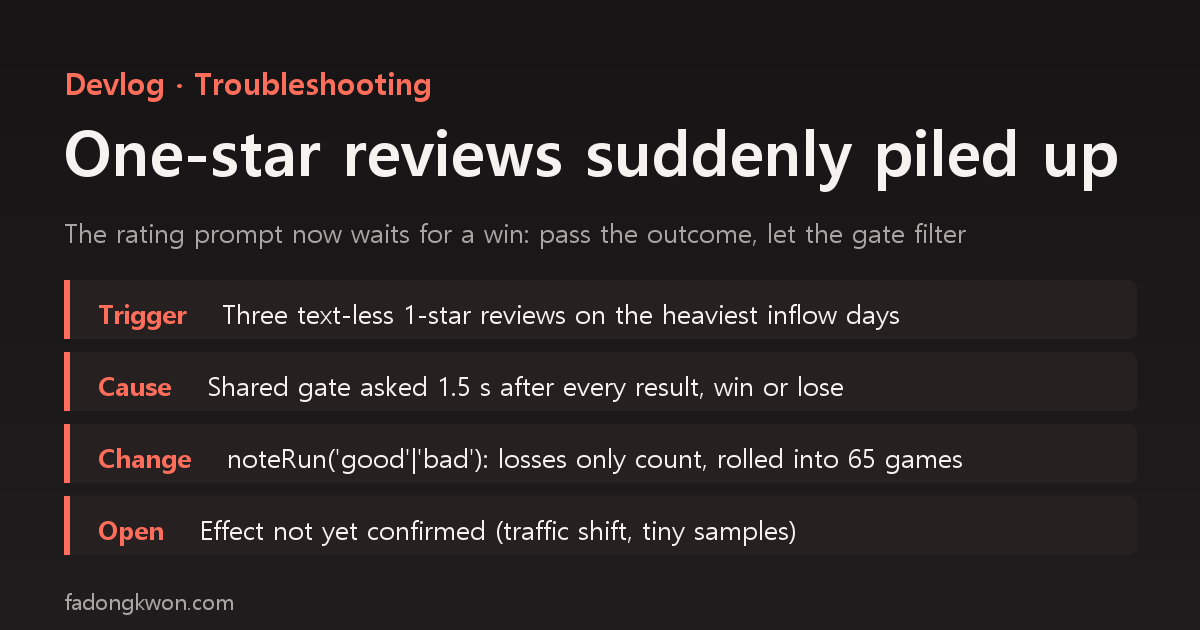 Devlog · Troubleshooting
One-star reviews suddenly piled up
The rating prompt now waits for a win: pass the outcome, let the gate filter
Trigger Three text-less 1-star reviews on the heaviest inflow days
Cause Shared gate asked 1.5 s after every result, win or lose
Change noteRun('good'|'bad'): losses only count, rolled into 65 games
Open Effect not yet confirmed (traffic shift, tiny samples)
fadongkwon.com